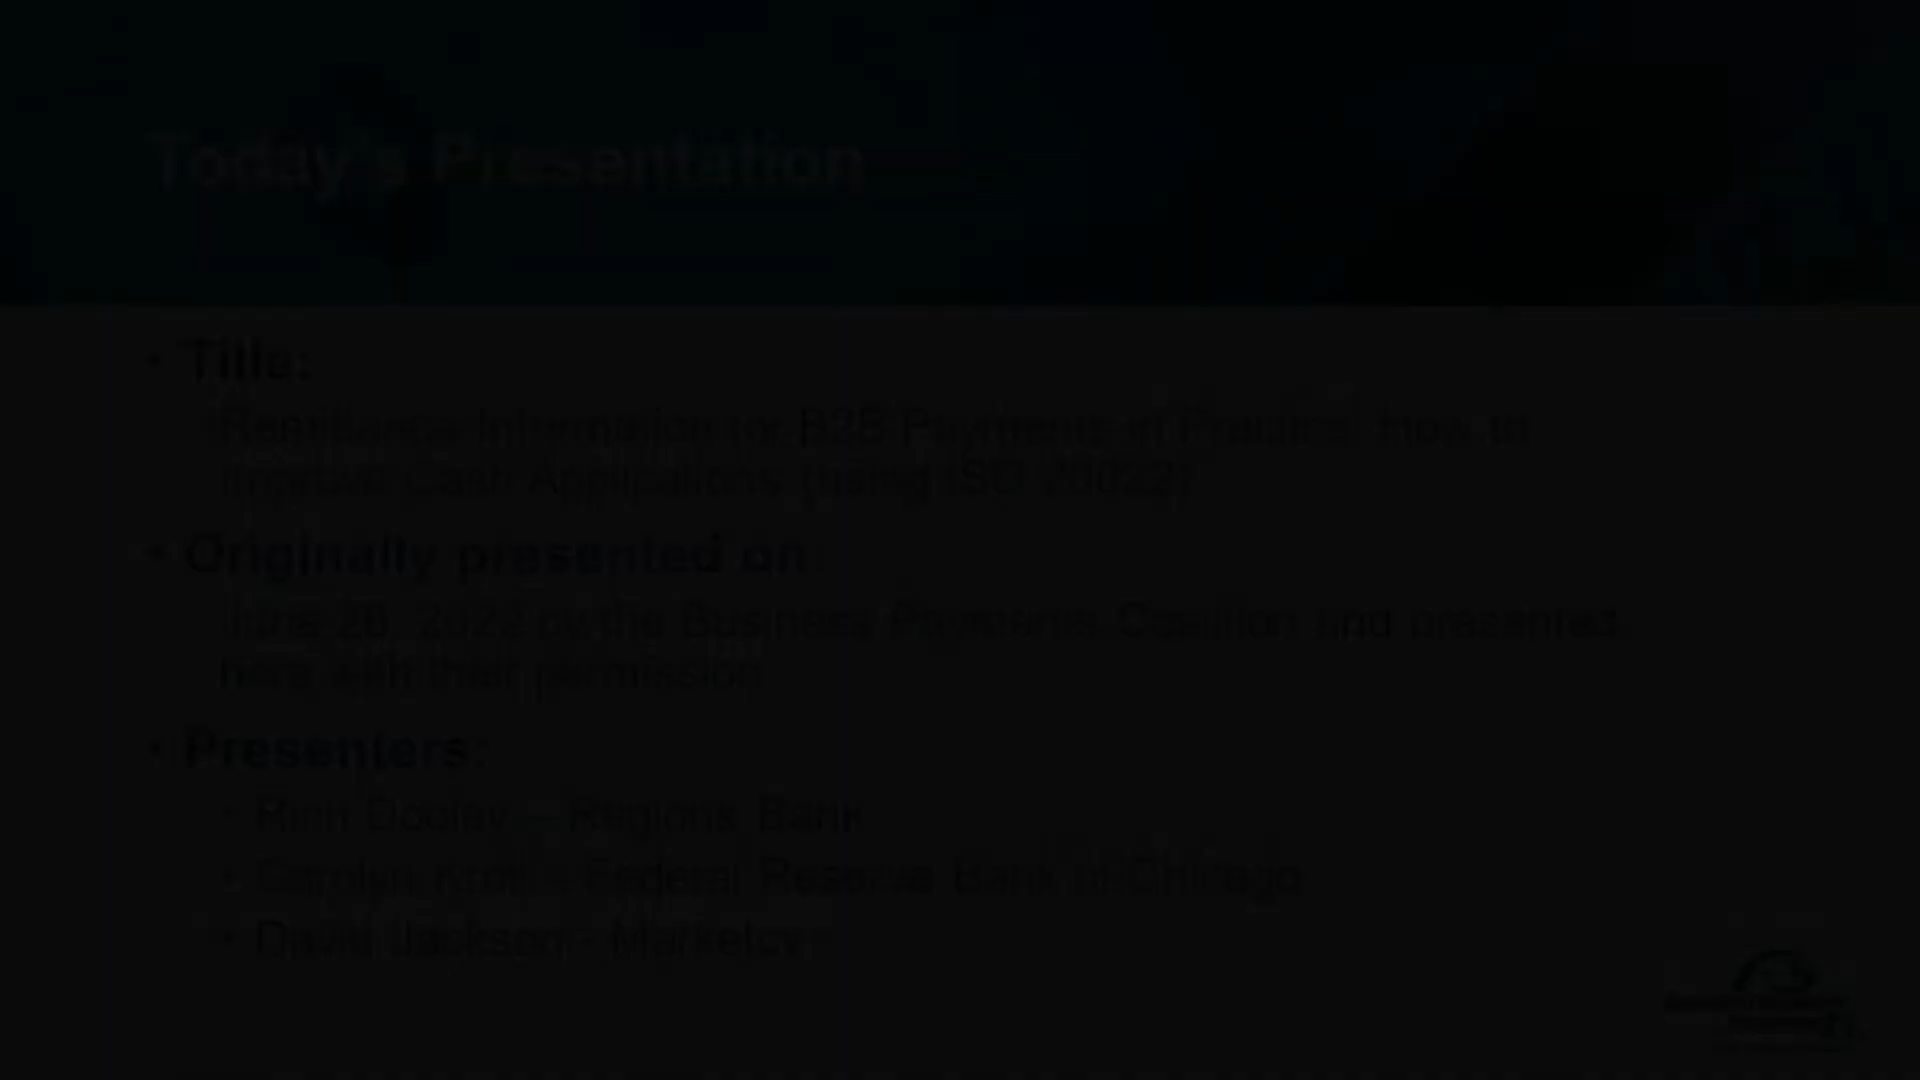 Today's Presentation
• Title:
Remittance Information for B2B Payments in Practice: How to
Improve Cash Applications (using ISO 20022)
• Originally presented on:
June 28, 2022 by the Business Payments Coalition and presented
here with their permission
• Presenters:
• Dooley – Regions Bank
• Carolyn – Federal Reserve Bank of Chicago
• David Jackson -